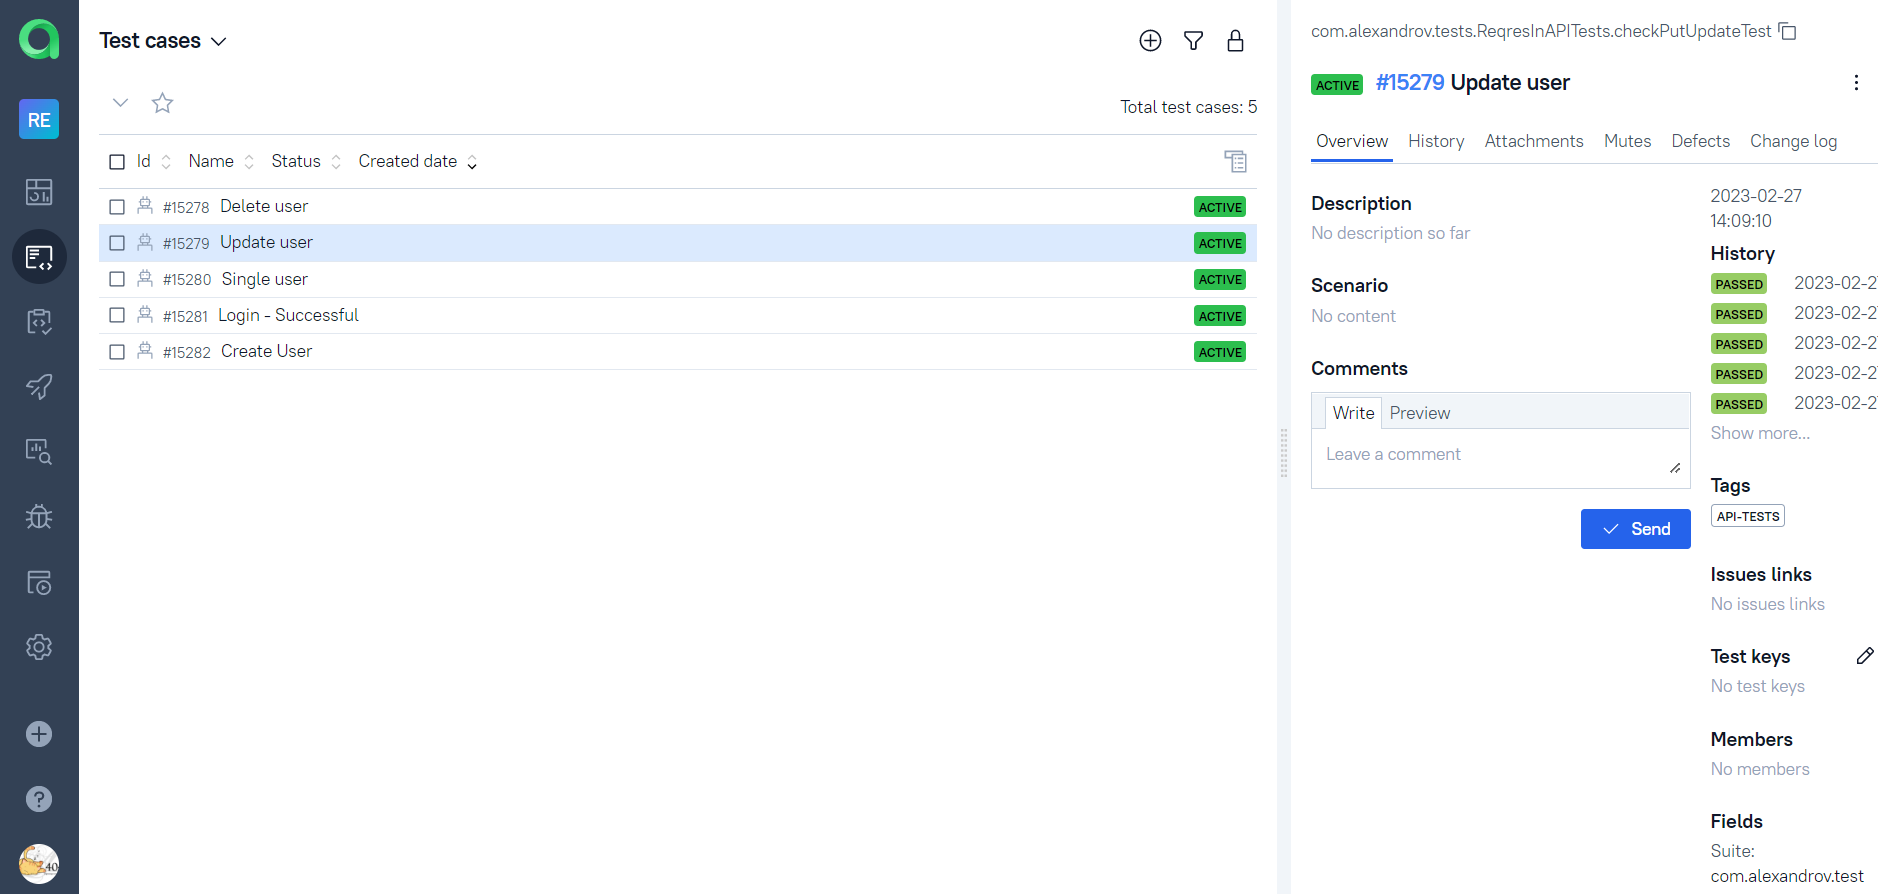 RE
40
Test cases
Total test cases: 5
Id Name Status Created date
#15278 Delete user ACTIVE
#15279 Update user ACTIVE
#15280 Single user ACTIVE
#15281 Login - Successful ACTIVE
#15282 Create User ACTIVE
com.alexandrov.tests.ReqresInAPITests.checkPutUpdateTest
ACTIVE #15279 Update user
Overview History Attachments Mutes Defects Change log
Description
No description so far
Scenario
No content
Comments
Write Preview
Leave a comment
Send
2023-02-27
14:09:10
History
PASSED 2023-02-27
PASSED 2023-02-27
PASSED 2023-02-27
PASSED 2023-02-27
PASSED 2023-02-27
Show more...
Tags
API-TESTS
Issues links
No issues links
Test keys
No test keys
Members
No members
Fields
Suite:
com.alexandrov.test